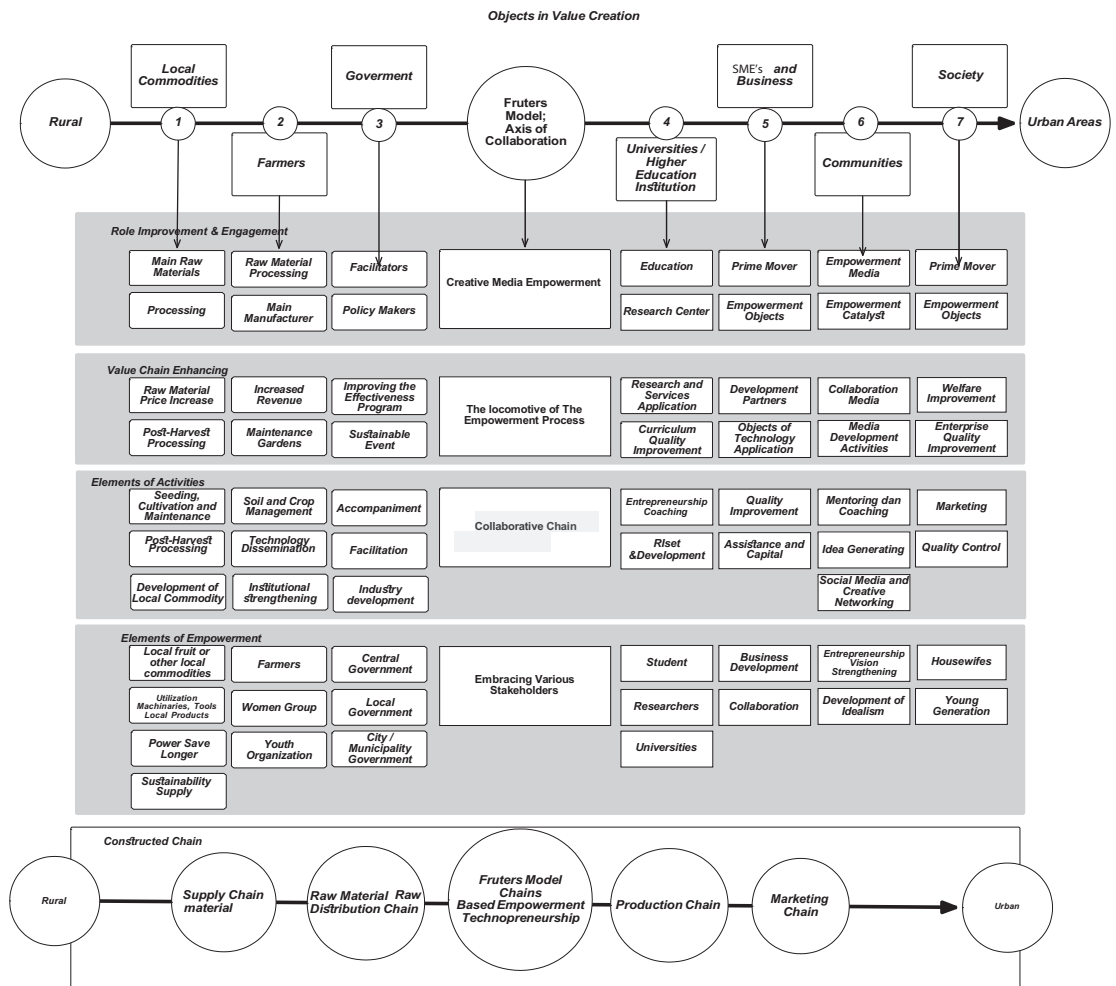 Objects in Value Creation
Local
Commodities
Goverment
SME's and
Business
Society
Rural
1
2
3
Fruters
Model;
Axis of
Collaboration
4
5
6
7
Urban Areas
Farmers
Universities /
Higher
Education
Institution
Communities
Role Improvement & Engagement
Main Raw
Materials
Raw Material
Processing
Facilitators
Creative Media Empowerment
Education
Prime Mover
Empowerment
Media
Prime Mover
Processing
Main
Manufacturer
Policy Makers
Research Center
Empowerment
Objects
Empowerment
Catalyst
Empowerment
Objects
Value Chain Enhancing
Raw Material
Price Increase
Increased
Revenue
Improving the
Effectiveness
Program
The locomotive of The
Empowerment Process
Research and
Services
Application
Development
Partners
Collaboration
Media
Welfare
Improvement
Post-Harvest
Processing
Maintenance
Gardens
Sustainable
Event
Curriculum
Quality
Improvement
Objects of
Technology
Application
Media
Development
Activities
Enterprise
Quality
Improvement
Elements of Activities
Seeding,
Cultivation and
Maintenance
Soil and Crop
Management
Accompaniment
Collaborative Chain
Entrepreneurship
Coaching
Quality
Improvement
Mentoring dan
Coaching
Marketing
Post-Harvest
Processing
Technology
Dissemination
Facilitation
RIset
&Development
Assistance and
Capital
Idea Generating
Quality Control
Development of
Local Commodity
Institutional
strengthening
Industry
development
Social Media and
Creative
Networking
Elements of Empowerment
Local fruit or
other local
commodities
Farmers
Central
Government
Embracing Various
Stakeholders
Student
Business
Development
Entrepreneurship
Vision
Strengthening
Housewifes
Utilization
Machinaries, Tools
Local Products
Women Group
Local
Government
Researchers
Collaboration
Development of
Idealism
Young
Generation
Power Save
Longer
Youth
Organization
City /
Municipality
Government
Universities
Sustainability
Supply
Constructed Chain
Rural
Supply Chain
material
Raw Material Raw
Distribution Chain
Fruters Model
Chains
Based Empowerment
Technopreneurship
Production Chain
Marketing
Chain
Urban